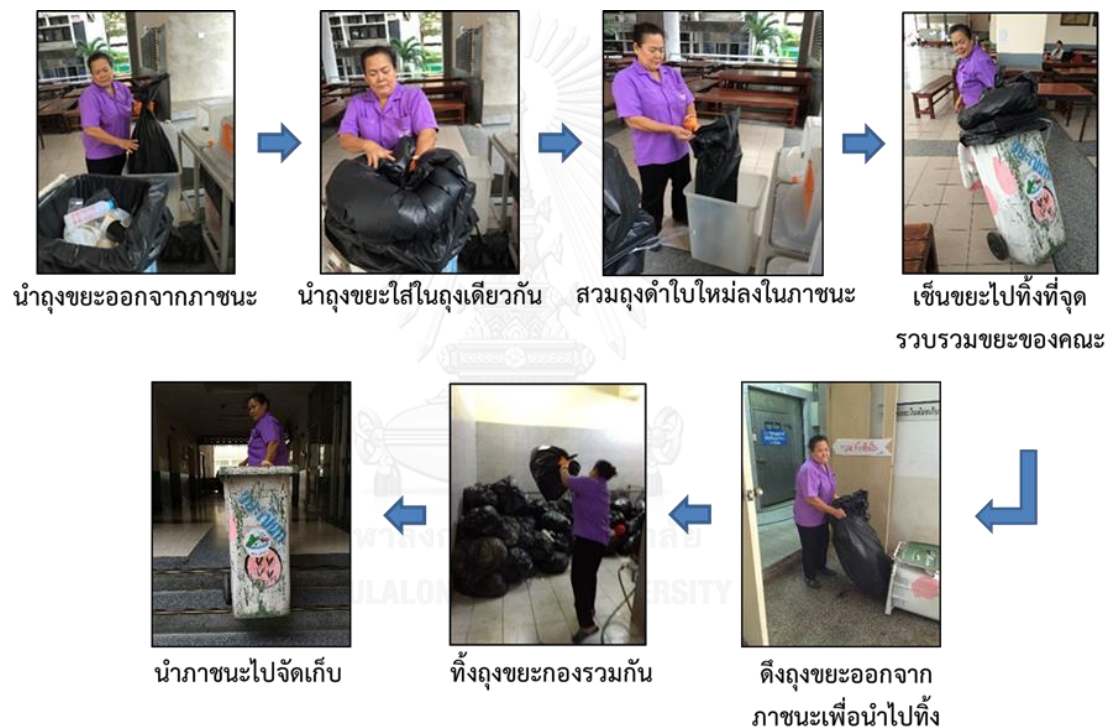 นำถุงขยะออกจากภาชนะ
นำถุงขยะใส่ในถุงเดียวกัน
สวมถุงดำใบใหม่ลงในภาชนะ
เข็นขยะไปทิ้งที่จุด
รวบรวมขยะของคณะ
ดึงถุงขยะออกจาก
ภาชนะเพื่อนำไปทิ้ง
ทิ้งถุงขยะกองรวมกัน
นำภาชนะไปจัดเก็บ